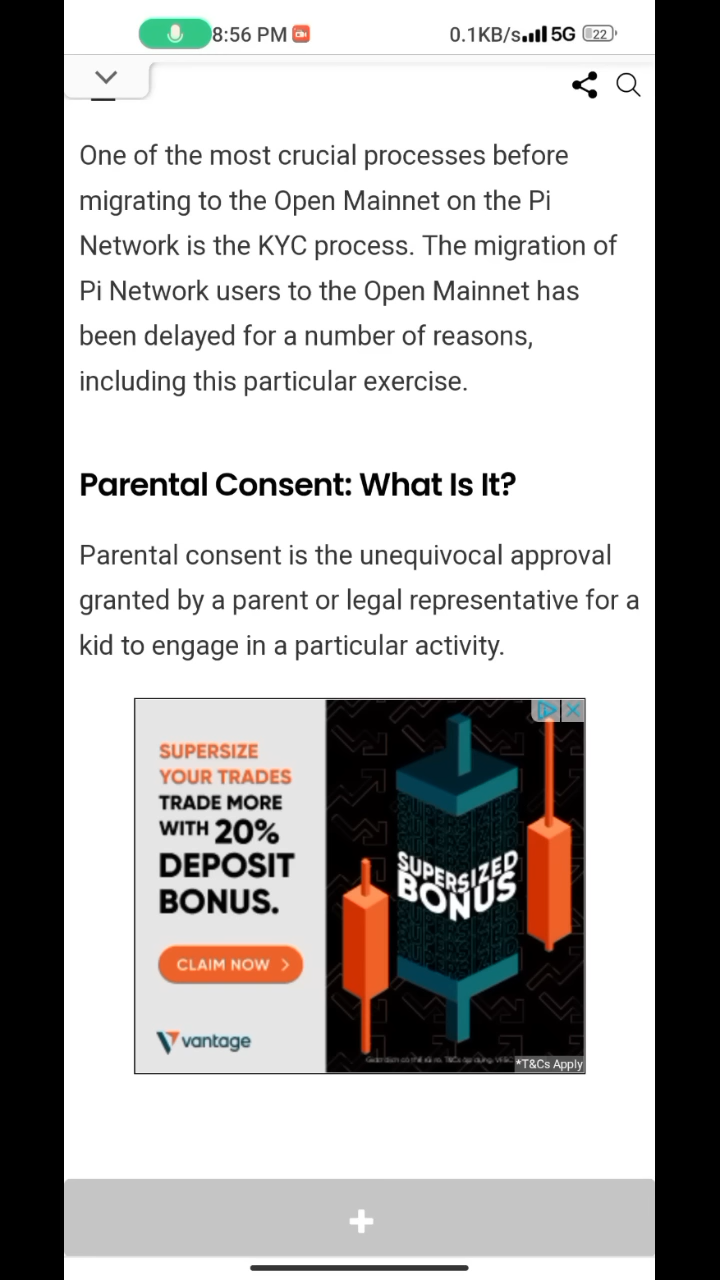 8:56 PM 0.1KB/s 5G 22
One of the most crucial processes before
migrating to the Open Mainnet on the Pi
Network is the KYC process. The migration of
Pi Network users to the Open Mainnet has
been delayed for a number of reasons,
including this particular exercise.
Parental Consent: What Is It?
Parental consent is the unequivocal approval
granted by a parent or legal representative for a
kid to engage in a particular activity.
SUPERSIZE
YOUR TRADES
TRADE MORE
WITH 20%
DEPOSIT
BONUS.
CLAIM NOW
vantage
SUPERSIZED
BONUS
*T&Cs Apply